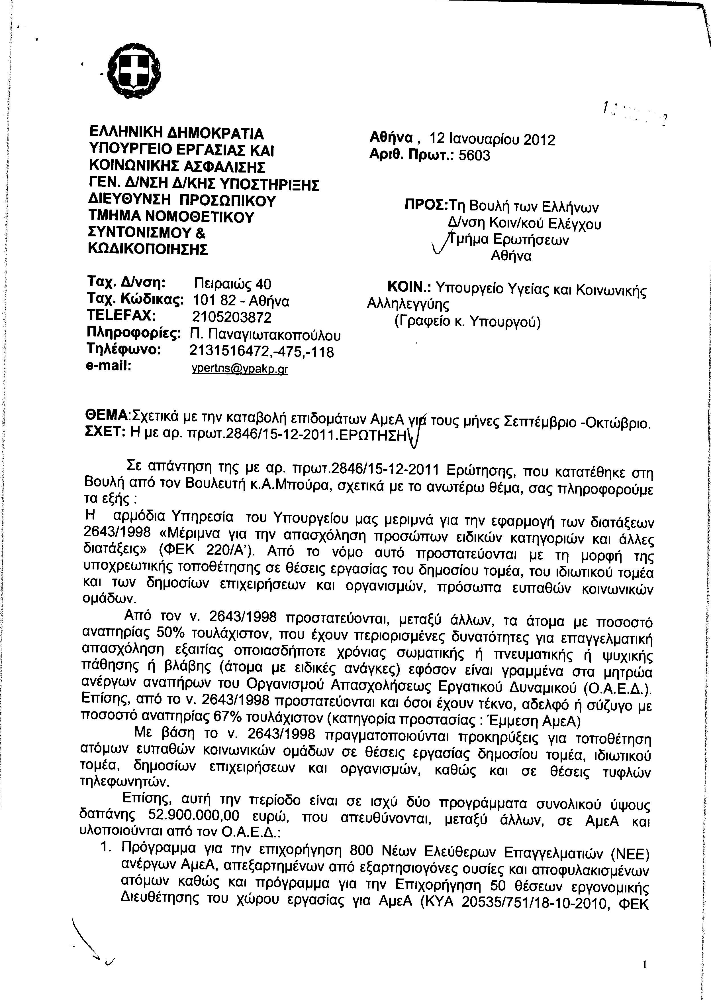 ΕΛΛΗΝΙΚΗ ΔΗΜΟΚΡΑΤΙΑ
ΥΠΟΥΡΓΕΙΟ ΕΡΓΑΣΙΑΣ ΚΑΙ
ΚΟΙΝΩΝΙΚΗΣ ΑΣΦΑΛΙΣΗΣ
ΓΕΝ. Δ/ΝΣΗ Δ/ΚΗΣ ΥΠΟΣΤΗΡΙΞΗΣ
ΔΙΕΥΘΥΝΣΗ ΠΡΟΣΩΠΙΚΟΥ
ΤΜΗΜΑ ΝΟΜΟΘΕΤΙΚΟΥ
ΣΥΝΤΟΝΙΣΜΟΥ &
ΚΩΔΙΚΟΠΟΙΗΣΗΣ
Ταχ. Δ/νση: Πειραιώς 40
Ταχ. Κώδικας: 101 82 - Αθήνα
TELEFAX: 2105203872
Πληροφορίες: Π. Παναγιωτακοπούλου
Τηλέφωνο: 2131516472,-475,-118
e-mail: ypertns@ypakp.gr
Αθήνα , 12 Ιανουαρίου 2012
Αριθ. Πρωτ.: 5603
ΠΡΟΣ:Τη Βουλή των Ελλήνων
Δ/νση Κοιν/κού Ελέγχου
Τμήμα Ερωτήσεων
Αθήνα
ΚΟΙΝ.: Υπουργείο Υγείας και Κοινωνικής
Αλληλεγγύης
(Γραφείο κ. Υπουργού)
ΘΕΜΑ:Σχετικά με την καταβολή επιδομάτων ΑμεΑ για τους μήνες Σεπτέμβριο -Οκτώβριο.
ΣΧΕΤ: Η με αρ. πρωτ.2846/15-12-2011.ΕΡΩΤΗΣΗ
Σε απάντηση της με αρ. πρωτ.2846/15-12-2011 Ερώτησης, που κατατέθηκε στη
Βουλή από τον Βουλευτή κ.Α.Μπούρα, σχετικά με το ανωτέρω θέμα, σας πληροφορούμε
τα εξής :
Η αρμόδια Υπηρεσία του Υπουργείου μας μεριμνά για την εφαρμογή των διατάξεων
2643/1998 «Μέριμνα για την απασχόληση προσώπων ειδικών κατηγοριών και άλλες
διατάξεις» (ΦΕΚ 220/Α’). Από το νόμο αυτό προστατεύονται με τη μορφή της
υποχρεωτικής τοποθέτησης σε θέσεις εργασίας του δημοσίου τομέα, του ιδιωτικού τομέα
και των δημοσίων επιχειρήσεων και οργανισμών, πρόσωπα ευπαθών κοινωνικών
ομάδων.
Από τον ν. 2643/1998 προστατεύονται, μεταξύ άλλων, τα άτομα με ποσοστό
αναπηρίας 50% τουλάχιστον, που έχουν περιορισμένες δυνατότητες για επαγγελματική
απασχόληση εξαιτίας οποιασδήποτε χρόνιας σωματικής ή πνευματικής ή ψυχικής
πάθησης ή βλάβης (άτομα με ειδικές ανάγκες) εφόσον είναι γραμμένα στα μητρώα
ανέργων αναπήρων του Οργανισμού Απασχολήσεως Εργατικού Δυναμικού (Ο.Α.Ε.Δ.).
Επίσης, από το ν. 2643/1998 προστατεύονται και όσοι έχουν τέκνο, αδελφό ή σύζυγο με
ποσοστό αναπηρίας 67% τουλάχιστον (κατηγορία προστασίας : Έμμεση ΑμεΑ)
Με βάση το ν. 2643/1998 πραγματοποιούνται προκηρύξεις για τοποθέτηση
ατόμων ευπαθών κοινωνικών ομάδων σε θέσεις εργασίας δημοσίου τομέα, ιδιωτικού
τομέα, δημοσίων επιχειρήσεων και οργανισμών, καθώς και σε θέσεις τυφλών
τηλεφωνητών.
Επίσης, αυτή την περίοδο είναι σε ισχύ δύο προγράμματα συνολικού ύψους
δαπάνης 52.900.000,00 ευρώ, που απευθύνονται, μεταξύ άλλων, σε ΑμεΑ και
υλοποιούνται από τον Ο.Α.Ε.Δ.:
1. Πρόγραμμα για την επιχορήγηση 800 Νέων Ελεύθερων Επαγγελματιών (ΝΕΕ)
ανέργων ΑμεΑ, απεξαρτημένων από εξαρτησιογόνες ουσίες και αποφυλακισμένων
ατόμων καθώς και πρόγραμμα για την Επιχορήγηση 50 θέσεων εργονομικής
Διευθέτησης του χώρου εργασίας για ΑμεΑ (ΚΥΑ 20535/751/18-10-2010, ΦΕΚ
1